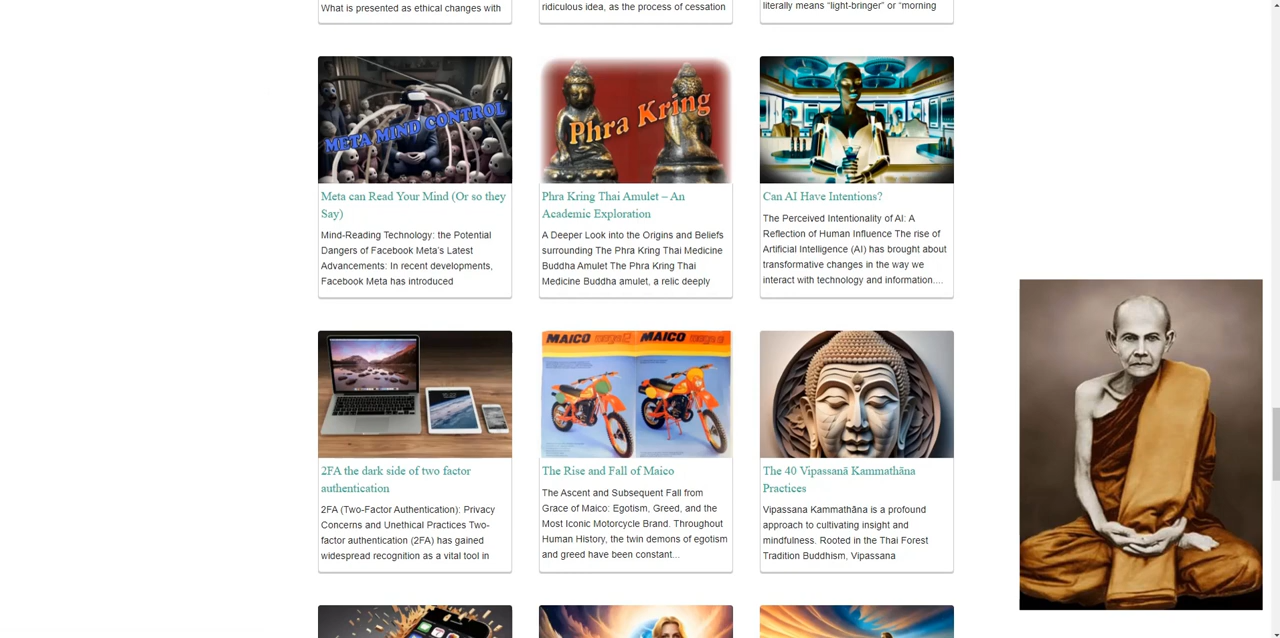 What is presented as ethical changes with
ridiculous idea, as the process of cessation
literally means “light-bringer” or “morning
META MIND CONTROL
Meta can Read Your Mind (Or so they
Say)
Mind-Reading Technology: the Potential
Dangers of Facebook Meta’s Latest
Advancements: In recent developments,
Facebook Meta has introduced
Phra Kring
Phra Kring Thai Amulet – An
Academic Exploration
A Deeper Look into the Origins and Beliefs
surrounding The Phra Kring Thai Medicine
Buddha Amulet The Phra Kring Thai
Medicine Buddha amulet, a relic deeply
Can AI Have Intentions?
The Perceived Intentionality of AI: A
Reflection of Human Influence The rise of
Artificial Intelligence (AI) has brought about
transformative changes in the way we
interact with technology and information....
2FA the dark side of two factor
authentication
2FA (Two-Factor Authentication): Privacy
Concerns and Unethical Practices Two-
factor authentication (2FA) has gained
widespread recognition as a vital tool in
MAICO
MAICO
The Rise and Fall of Maico
The Ascent and Subsequent Fall from
Grace of Maico: Egotism, Greed, and the
Most Iconic Motorcycle Brand. Throughout
Human History, the twin demons of egotism
and greed have been constant...
The 40 Vipassanā Kammathāna
Practices
Vipassana Kammathāna is a profound
approach to cultivating insight and
mindfulness. Rooted in the Thai Forest
Tradition Buddhism, Vipassana